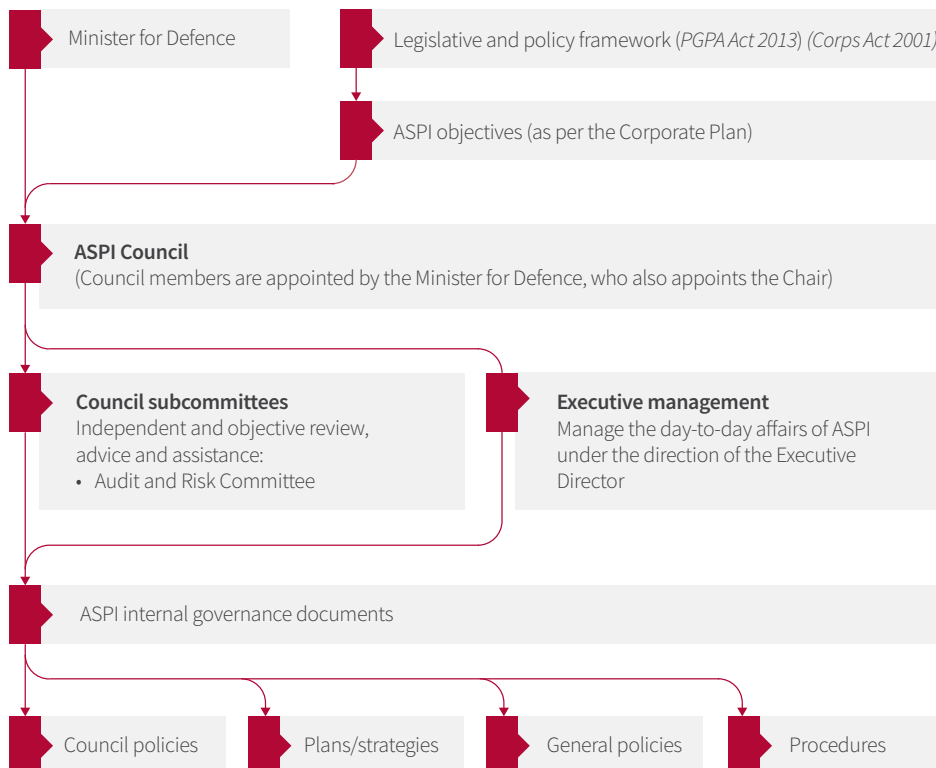 Minister for Defence
Legislative and policy framework (PGPA Act 2013) (Corps Act 2001)
ASPI objectives (as per the Corporate Plan)
ASPI Council
(Council members are appointed by the Minister for Defence, who also appoints the Chair)
Council subcommittees
Independent and objective review,
advice and assistance:
• Audit and Risk Committee
Executive management
Manage the day-to-day affairs of ASPI
under the direction of the Executive
Director
ASPI internal governance documents
Council policies
Plans/strategies
General policies
Procedures